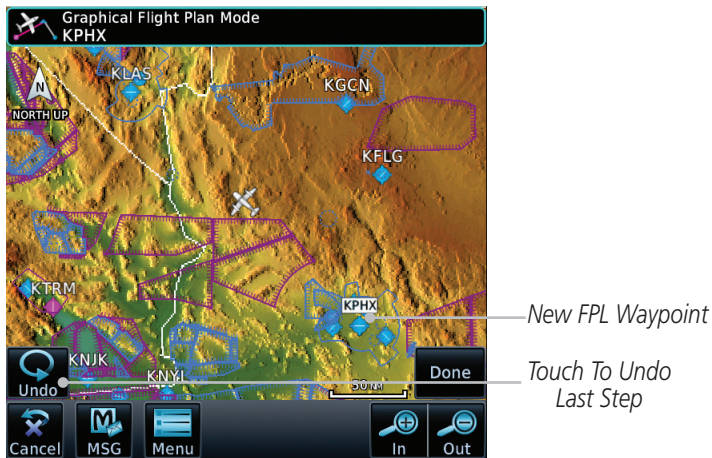 Graphical Flight Plan Mode
KPHX
KLAS
KGCN
N
NORTH UP
KFLG
KTRM
KPHX
New FPL Waypoint
KNJK
KNYL
Undo
50 NM
Done
Touch To Undo
Last Step
Cancel
MSG
Menu
In
Out